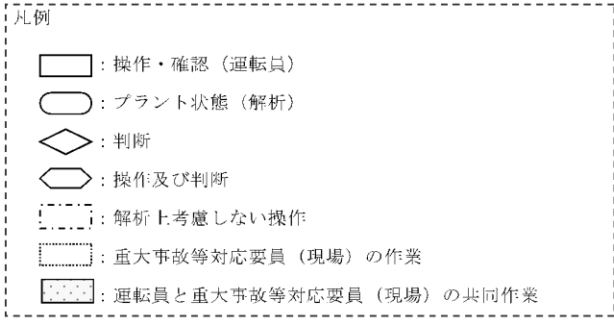 凡例
：操作・確認（運転員）
：プラント状態（解析）
：判断
：操作及び判断
：解析上考慮しない操作
：重大事故等対応要員（現場）の作業
：運転員と重大事故等対応要員（現場）の共同作業